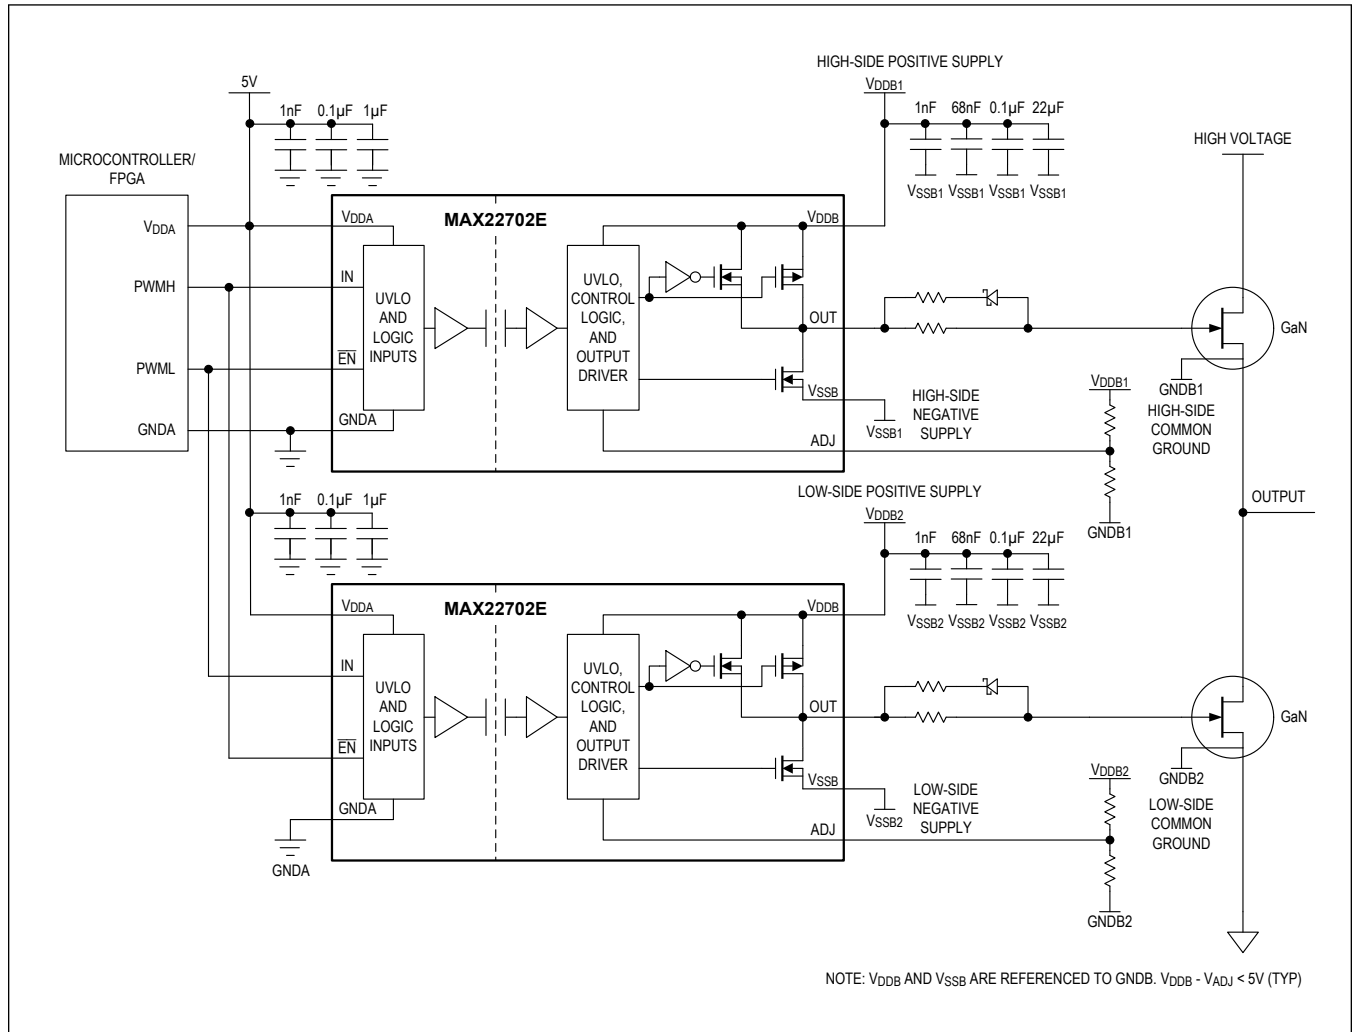 HIGH-SIDE POSITIVE SUPPLY
5V
VDDB1
1nF 0.1µF 1µF
1nF 68nF 0.1µF 22µF
HIGH VOLTAGE
MICROCONTROLLER/
FPGA
VSSB1 VSSB1 VSSB1 VSSB1
VDDA
VDDA
MAX22702E
VDDB
PWMH
IN
UVLO
AND
LOGIC
INPUTS
UVLO,
CONTROL
LOGIC,
AND
OUTPUT
DRIVER
OUT
GaN
PWML
EN
VSSB
HIGH-SIDE
NEGATIVE
SUPPLY
VDDB1
GNDB1
HIGH-SIDE
COMMON
GROUND
GNDA
GNDA
VSSB1
ADJ
1nF 0.1µF 1µF
LOW-SIDE POSITIVE SUPPLY
OUTPUT
VDDB2
GNDB1
1nF 68nF 0.1µF 22µF
VDDA
MAX22702E
VDDB
VSSB2 VSSB2 VSSB2 VSSB2
IN
UVLO
AND
LOGIC
INPUTS
UVLO,
CONTROL
LOGIC,
AND
OUTPUT
DRIVER
OUT
GaN
EN
VSSB
LOW-SIDE
NEGATIVE
SUPPLY
VDDB2
GNDB2
LOW-SIDE
COMMON
GROUND
GNDA
VSSB2
ADJ
GNDA
GNDB2
NOTE: VDDB AND VSSB ARE REFERENCED TO GNDB. VDDB - VADJ < 5V (TYP)